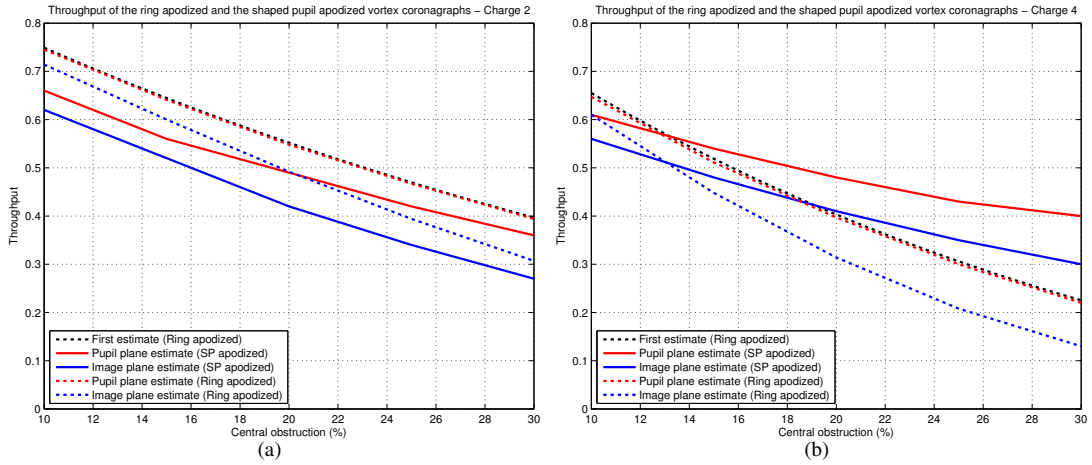 Throughput of the ring apodized and the shaped pupil apodized vortex coronagraphs – Charge 2
0.8
0.7
0.6
0.5
0.4
0.3
0.2
0.1
0
Throughput
First estimate (Ring apodized)
Pupil plane estimate (SP apodized)
Image plane estimate (SP apodized)
Pupil plane estimate (Ring apodized)
Image plane estimate (Ring apodized)
10 12 14 16 18 20 22 24 26 28 30
Central obstruction (%)
(a)
Throughput of the ring apodized and the shaped pupil apodized vortex coronagraphs – Charge 4
0.8
0.7
0.6
0.5
0.4
0.3
0.2
0.1
0
Throughput
First estimate (Ring apodized)
Pupil plane estimate (SP apodized)
Image plane estimate (SP apodized)
Pupil plane estimate (Ring apodized)
Image plane estimate (Ring apodized)
10 12 14 16 18 20 22 24 26 28 30
Central obstruction (%)
(b)